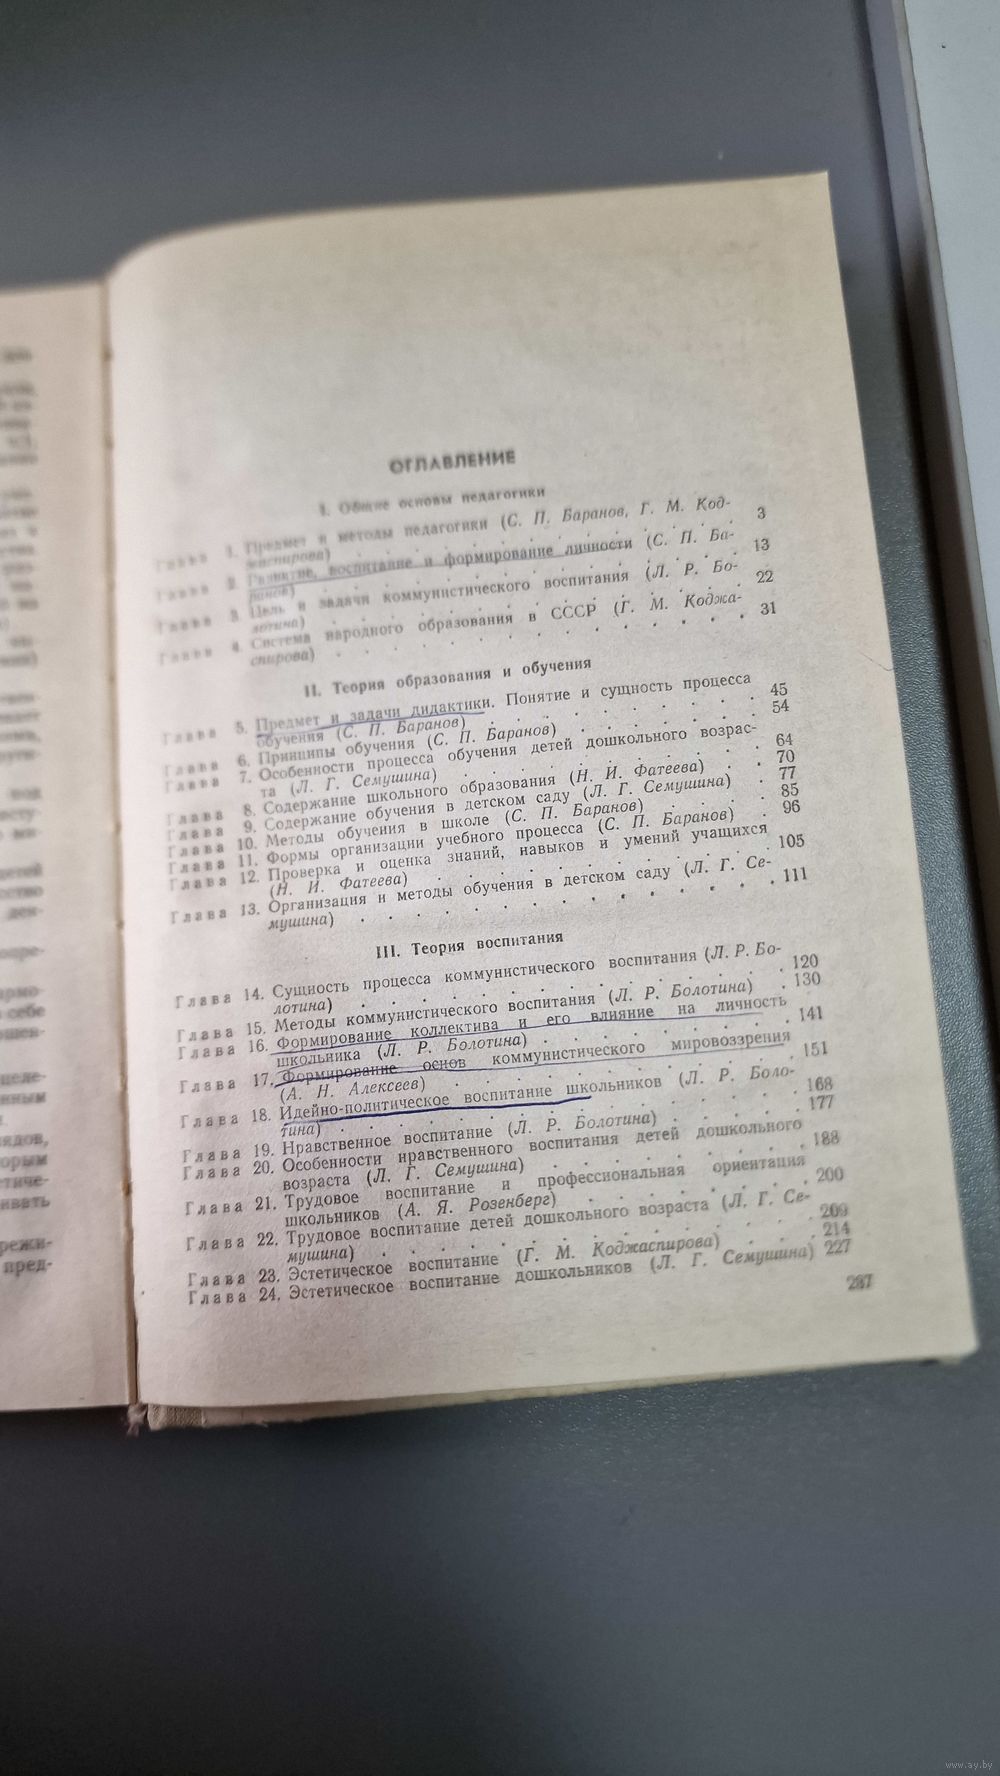 ОГЛАВЛЕНИЕ
I. Общие основы педагогики
Глава 1. Предмет и методы педагогики (С. П. Баранов, Г. М. Код-
жаспирова) . . . . . . . . . . 3
Глава 2. Развитие, воспитание и формирование личности (С. П. Ба-
ранов) . . . . . . . . . . 13
Глава 3. Цель и задачи коммунистического воспитания (Л. Р. Бо-
лотина) . . . . . . . . . . 22
Глава 4. Система народного образования в СССР (Г. М. Коджа-
спирова) . . . . . . . . . . 31
II. Теория образования и обучения
Глава 5. Предмет и задачи дидактики. Понятие и сущность процесса
обучения (С. П. Баранов) . . . . . . . 45
Глава 6. Принципы обучения (С. П. Баранов) . . . . . 54
Глава 7. Особенности процесса обучения детей дошкольного возрас-
та (Л. Г. Семушина) . . . . . . . . 64
Глава 8. Содержание школьного образования (Н. И. Фатеева) . . 70
Глава 9. Содержание обучения в детском саду (Л. Г. Семушина) . 77
Глава 10. Методы обучения в школе (С. П. Баранов) . . . 85
Глава 11. Формы организации учебного процесса (С. П. Баранов) . 96
Глава 12. Проверка и оценка знаний, навыков и умений учащихся
(Н. И. Фатеева) . . . . . . . . 105
Глава 13. Организация и методы обучения в детском саду (Л. Г. Се-
мушина) . . . . . . . . . . 111
III. Теория воспитания
Глава 14. Сущность процесса коммунистического воспитания (Л. Р. Бо-
лотина) . . . . . . . . . . 120
Глава 15. Методы коммунистического воспитания (Л. Р. Болотина) . 130
Глава 16. Формирование коллектива и его влияние на личность
школьника (Л. Р. Болотина) . . . . . . 141
Глава 17. Формирование основ коммунистического мировоззрения
(А. Н. Алексеев) . . . . . . . . 151
Глава 18. Идейно-политическое воспитание школьников (Л. Р. Боло-
тина) . . . . . . . . . . 168
Глава 19. Нравственное воспитание (Л. Р. Болотина) . . . . 177
Глава 20. Особенности нравственного воспитания детей дошкольного
возраста (Л. Г. Семушина) . . . . . . 188
Глава 21. Трудовое воспитание и профессиональная ориентация
школьников (А. Я. Розенберг) . . . . . 200
Глава 22. Трудовое воспитание детей дошкольного возраста (Л. Г. Се-
мушина) . . . . . . . . . . 209
Глава 23. Эстетическое воспитание (Г. М. Коджаспирова) . . . 214
Глава 24. Эстетическое воспитание дошкольников (Л. Г. Семушина) 227
287
www.ay.by